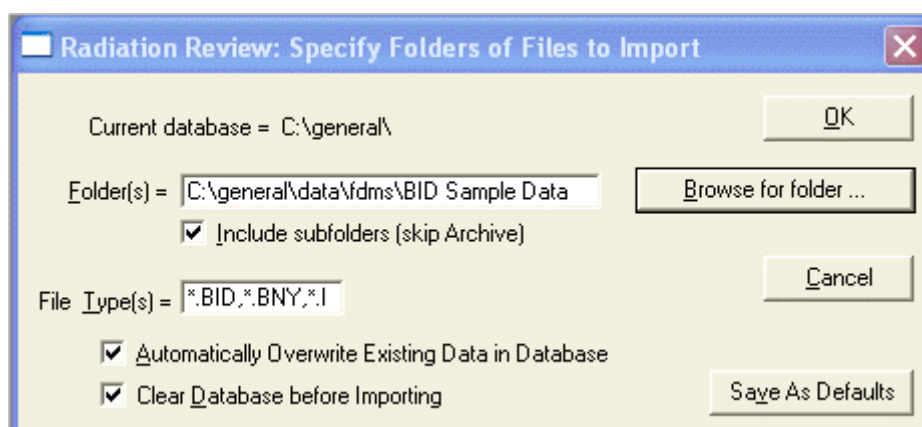 Radiation Review: Specify Folders of Files to Import
Current database = C:\general\
OK
Folder(s) = C:\general\data\fdms\BID Sample Data
Browse for folder ...
Include subfolders (skip Archive)
Cancel
File Type(s) = *.BID,*.BNY,*.I
Automatically Overwrite Existing Data in Database
Clear Database before Importing
Save As Defaults